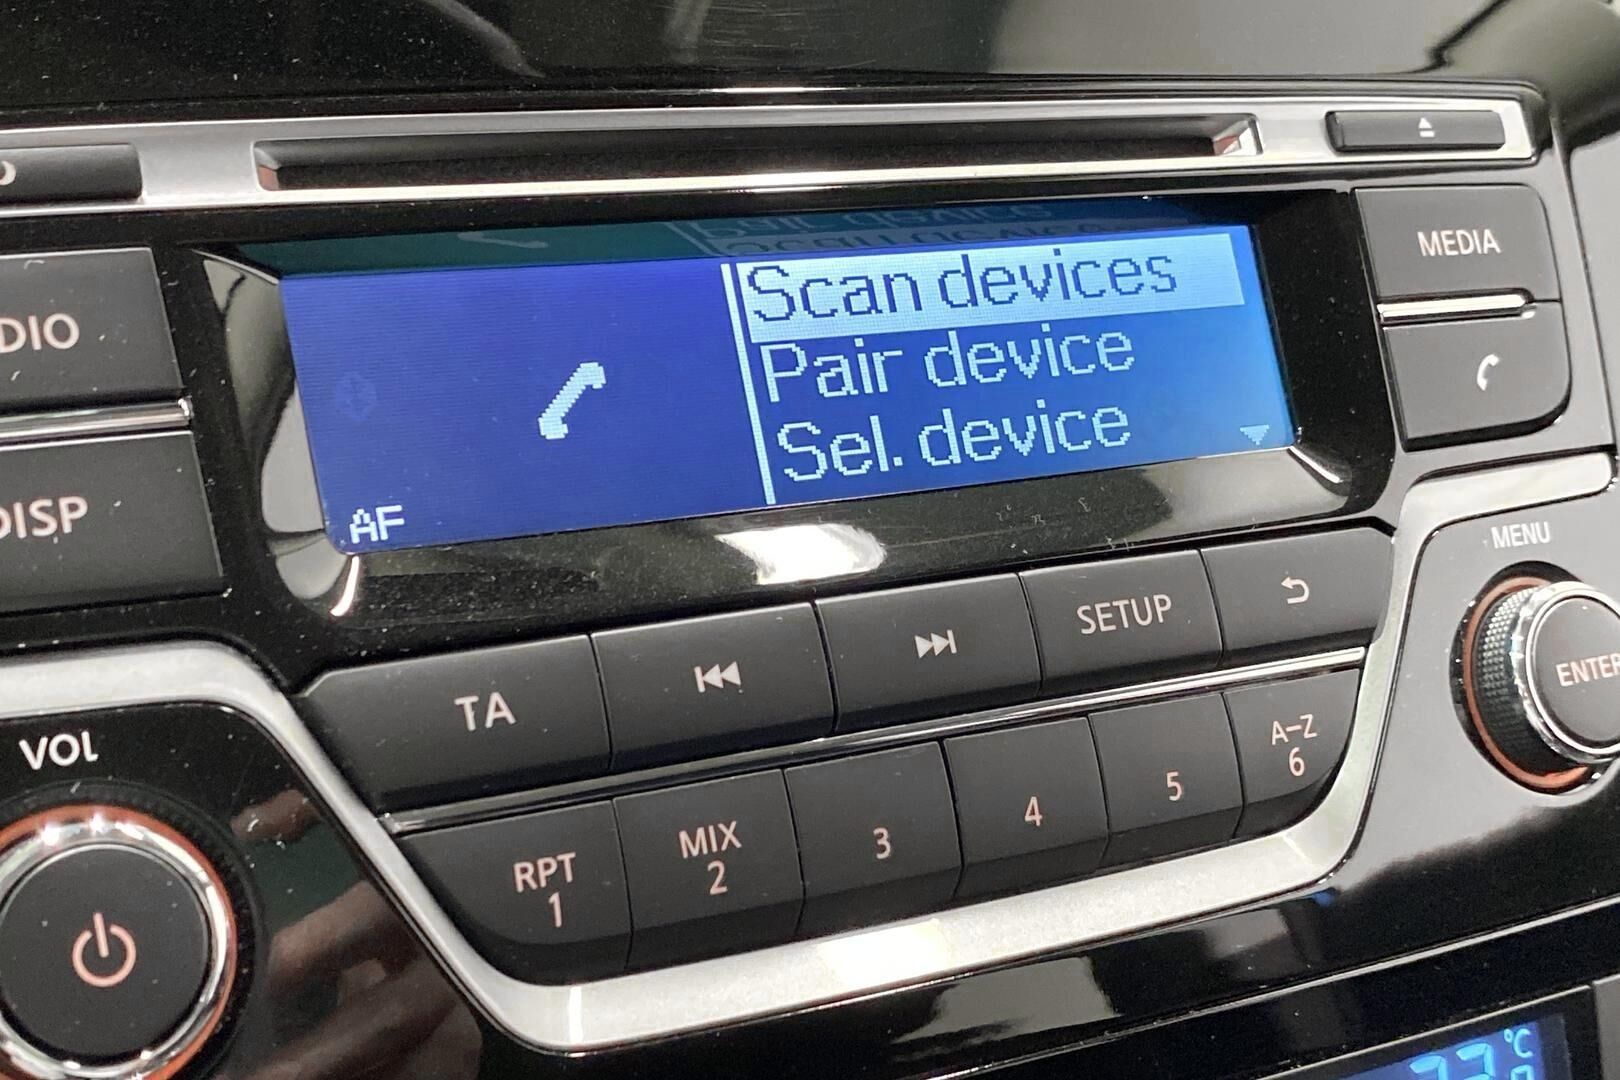 MEDIA
Scan devices
Pair device
Sel. device
AF
DISP
MENU
ENTER
SETUP
TA
VOL
A-Z
6
5
4
3
MIX
2
RPT
1
°C